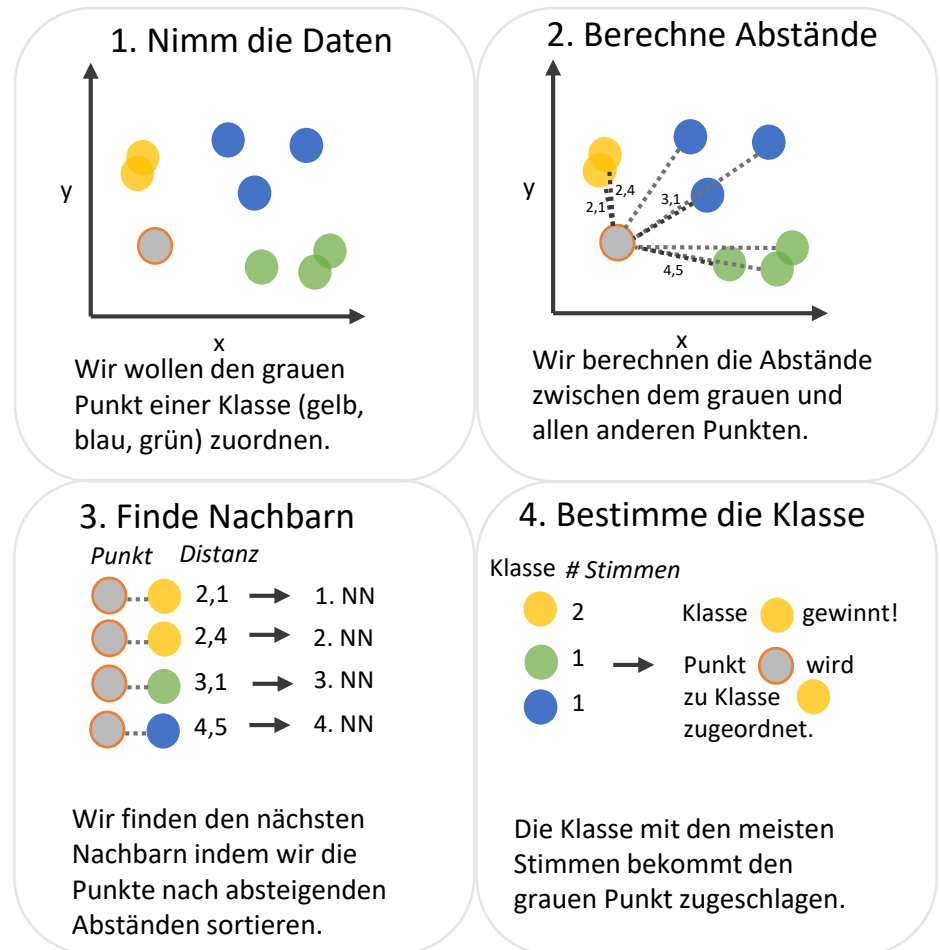 1. Nimm die Daten
y
x
Wir wollen den grauen
Punkt einer Klasse (gelb,
blau, grün) zuordnen.
2. Berechne Abstände
y
2,4
2,1
3,1
4,5
x
Wir berechnen die Abstände
zwischen dem grauen und
allen anderen Punkten.
3. Finde Nachbarn
Punkt Distanz
2,1 1. NN
2,4 2. NN
3,1 3. NN
4,5 4. NN
Wir finden den nächsten
Nachbarn indem wir die
Punkte nach absteigenden
Abständen sortieren.
4. Bestimme die Klasse
Klasse # Stimmen
2
1
1
Klasse gewinnt!
Punkt wird
zu Klasse
zugeordnet.
Die Klasse mit den meisten
Stimmen bekommt den
grauen Punkt zugeschlagen.